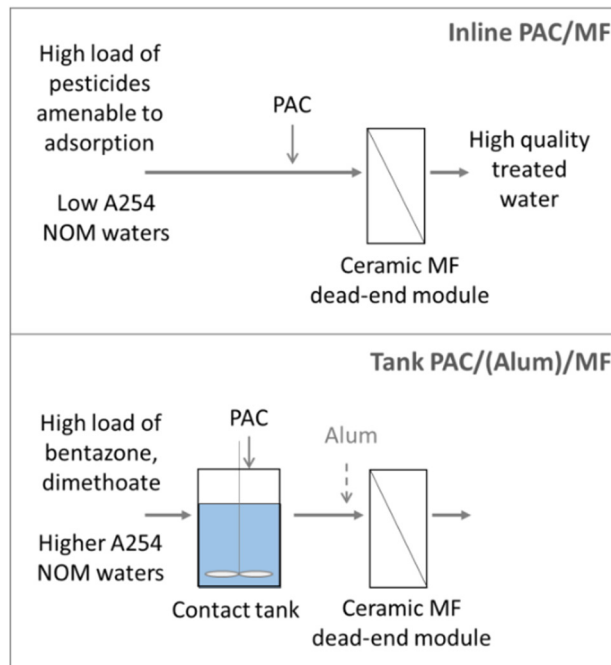 Inline PAC/MF
High load of
pesticides
amenable to
adsorption
PAC
High quality
treated
water
Low A254
NOM waters
Ceramic MF
dead-end module
Tank PAC/(Alum)/MF
High load of
bentazone,
dimethoate
PAC
Alum
Higher A254
NOM waters
Contact tank
Ceramic MF
dead-end module